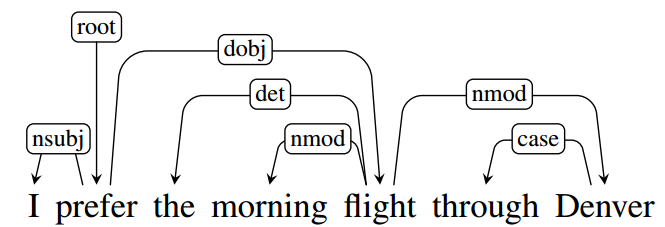 root
dobj
det
nmod
nsubj
nmod
case
I prefer the morning flight through Denver